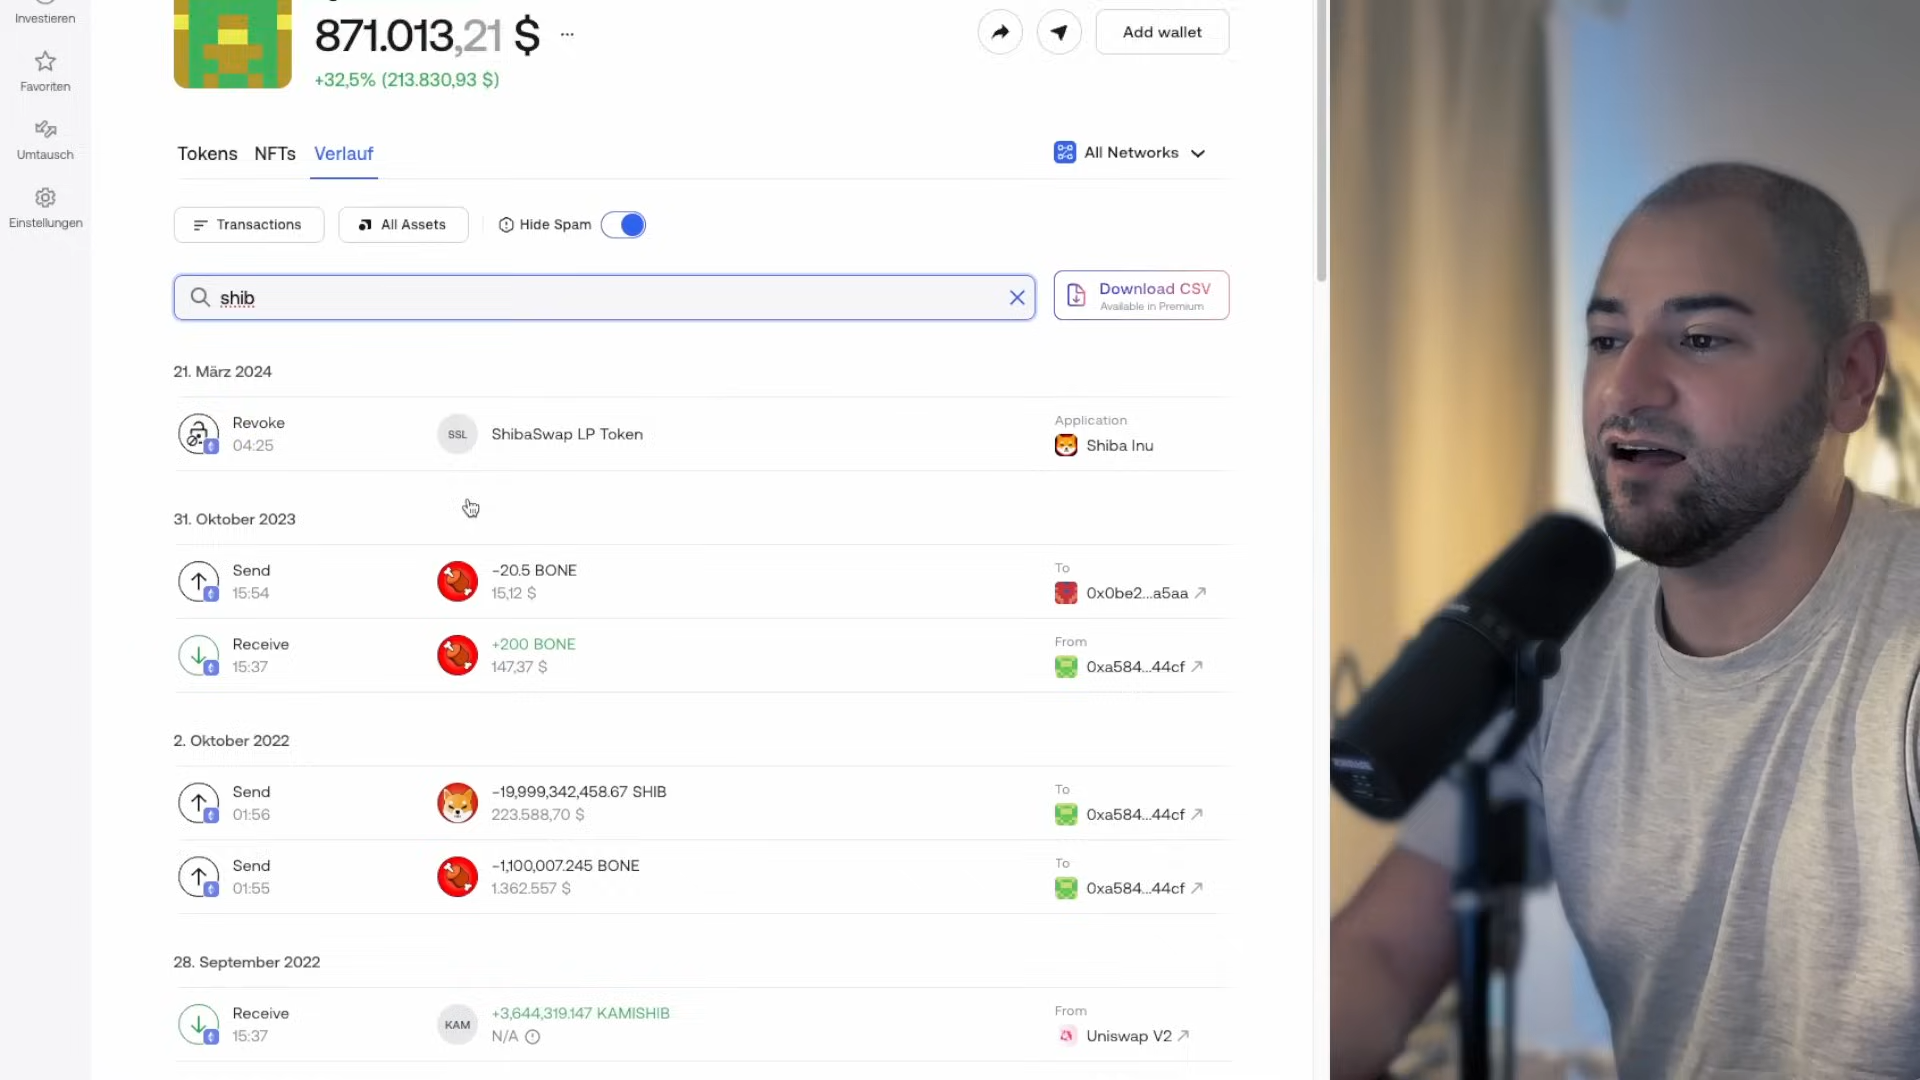 Investieren
871.013,21 $ ...
Add wallet
+32,5% (213.830,93 $)
Favoriten
Umtausch
Einstellungen
Tokens NFTs Verlauf
All Networks
Transactions
All Assets
Hide Spam
shib
Download CSV
Available in Premium
21. März 2024
Revoke
04:25
SSL
ShibaSwap LP Token
Application
Shiba Inu
31. Oktober 2023
Send
15:54
−20.5 BONE
15,12 $
To
0x0be2...a5aa
Receive
15:37
+200 BONE
147,37 $
From
0xa584...44cf
2. Oktober 2022
Send
01:56
−19,999,342,458.67 SHIB
223.588,70 $
To
0xa584...44cf
Send
01:55
−1,100,007.245 BONE
1.362.557 $
To
0xa584...44cf
28. September 2022
Receive
15:37
KAM
+3,644,319.147 KAMISHIB
N/A
From
Uniswap V2